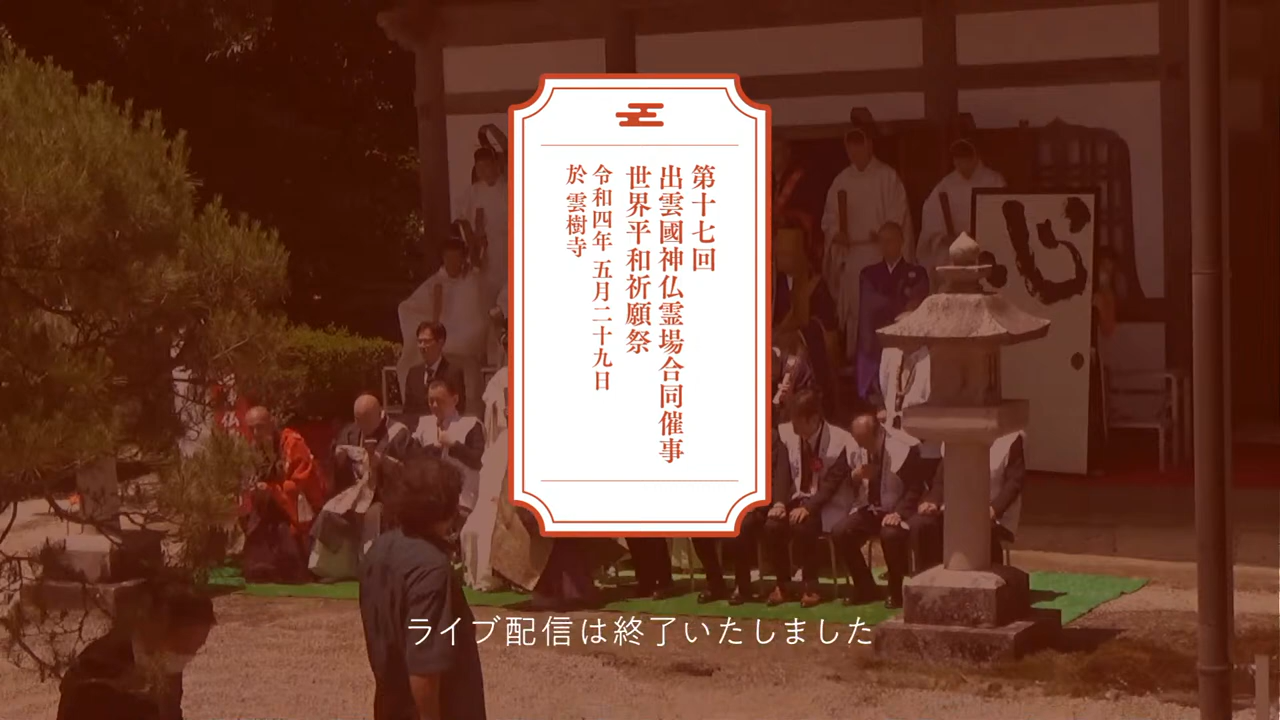 第十七回
出雲國神仏霊場合同催事
世界平和祈願祭
令和四年 五月二十九日
於 雲樹寺
心
ライブ配信は終了いたしました